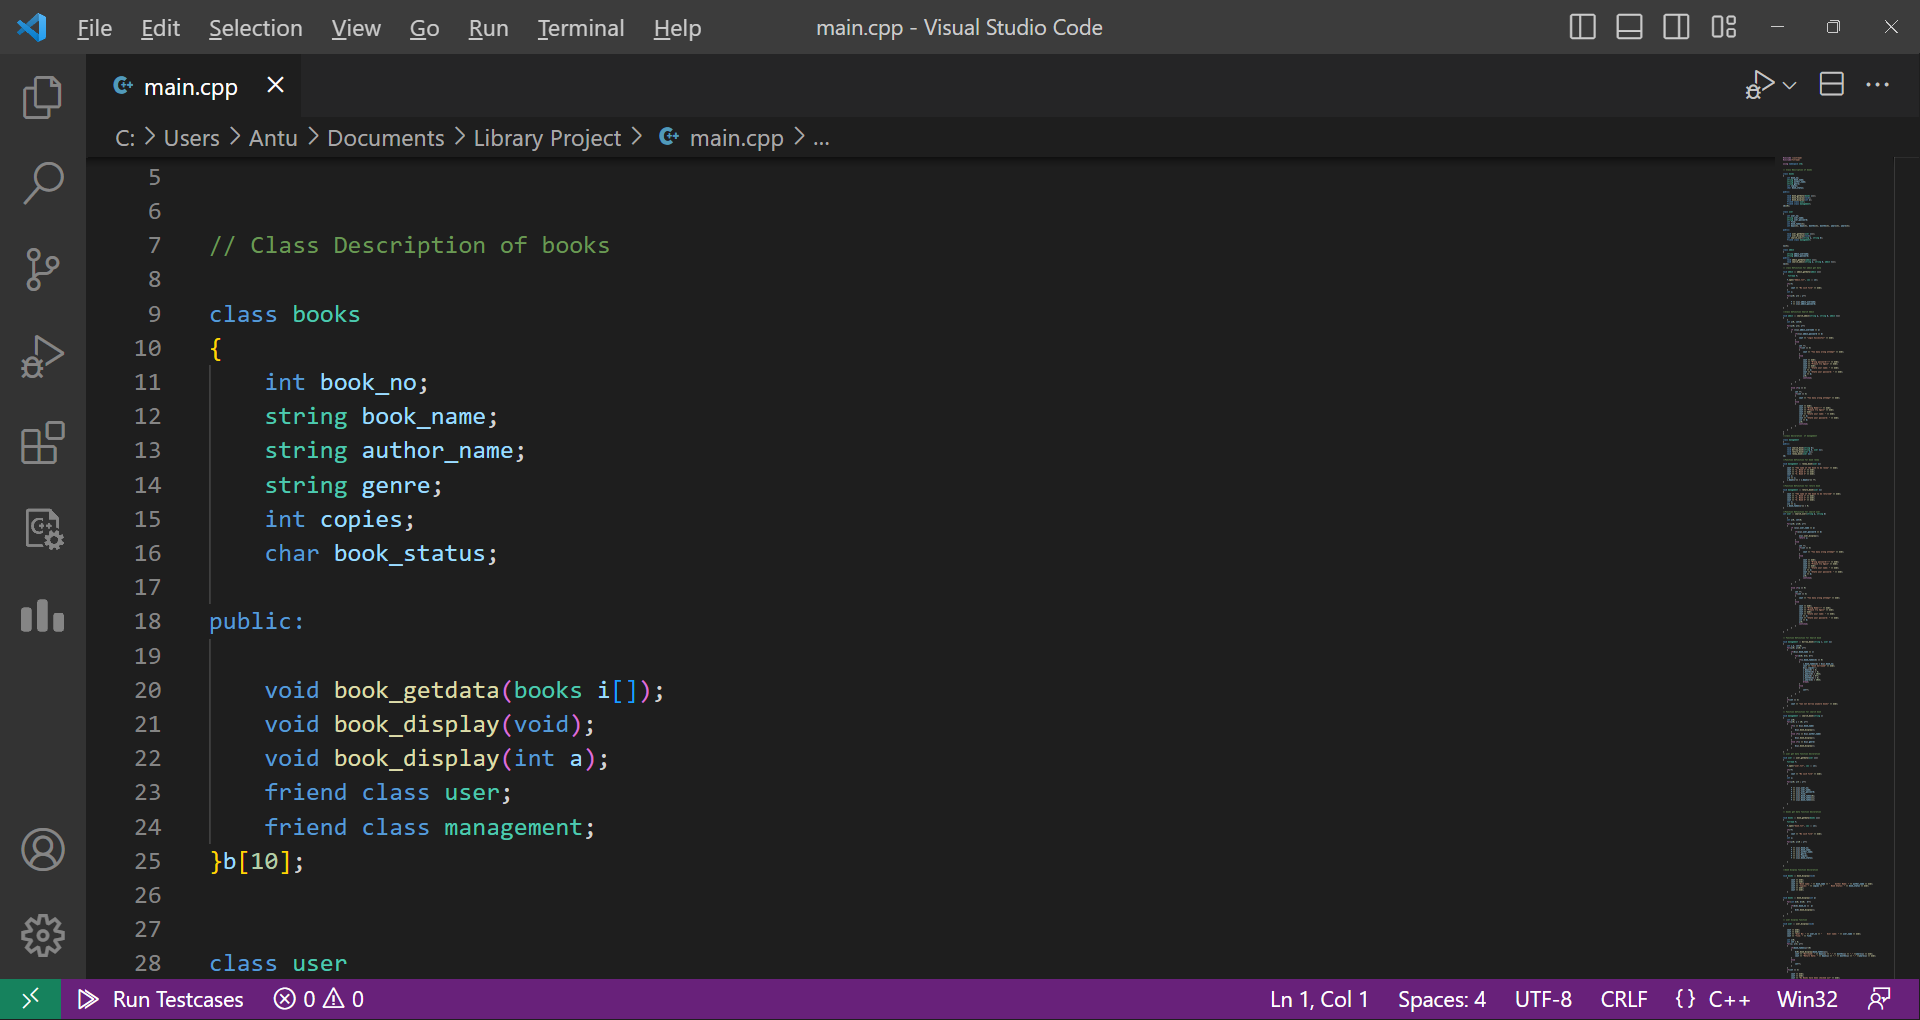 File Edit Selection View Go Run Terminal Help main.cpp - Visual Studio Code
main.cpp
C: > Users > Antu > Documents > Library Project > main.cpp > ...
5
6
7 // Class Description of books
8
9 class books
10 {
11 int book_no;
12 string book_name;
13 string author_name;
14 string genre;
15 int copies;
16 char book_status;
17
18 public:
19
20 void book_getdata(books i[]);
21 void book_display(void);
22 void book_display(int a);
23 friend class user;
24 friend class management;
25 }b[10];
26
27
28 class user
Run Testcases 0 0 Ln 1, Col 1 Spaces: 4 UTF-8 CRLF {} C++ Win32